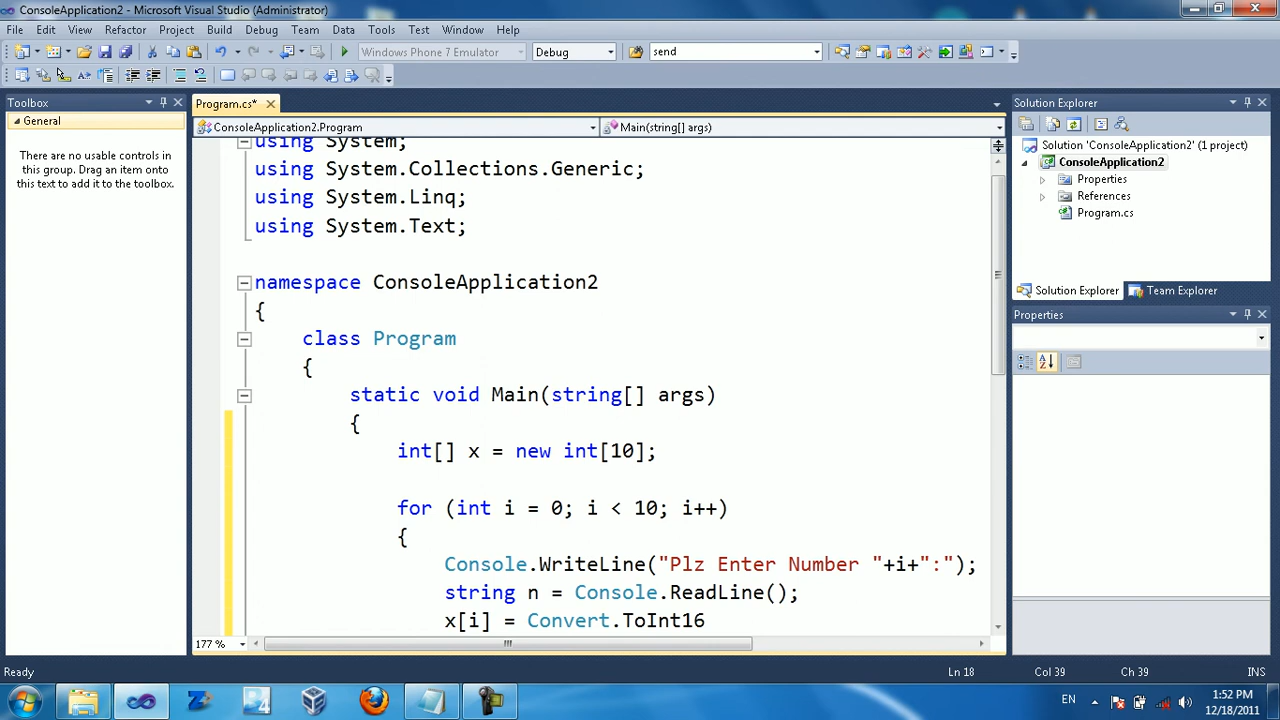 ConsoleApplication2 - Microsoft Visual Studio (Administrator)
File Edit View Refactor Project Build Debug Team Data Tools Test Window Help
Windows Phone 7 Emulator Debug send
Toolbox
General
There are no usable controls in
this group. Drag an item onto
this text to add it to the toolbox.
Program.cs*
ConsoleApplication2.Program Main(string[] args)
using System;
using System.Collections.Generic;
using System.Linq;
using System.Text;
namespace ConsoleApplication2
{
class Program
{
static void Main(string[] args)
{
int[] x = new int[10];
for (int i = 0; i < 10; i++)
{
Console.WriteLine("Plz Enter Number "+i+":");
string n = Console.ReadLine();
x[i] = Convert.ToInt16
177 %
Solution Explorer
Solution 'ConsoleApplication2' (1 project)
ConsoleApplication2
Properties
References
Program.cs
Solution Explorer Team Explorer
Properties
Ready Ln 18 Col 39 Ch 39 INS
EN 1:52 PM
12/18/2011